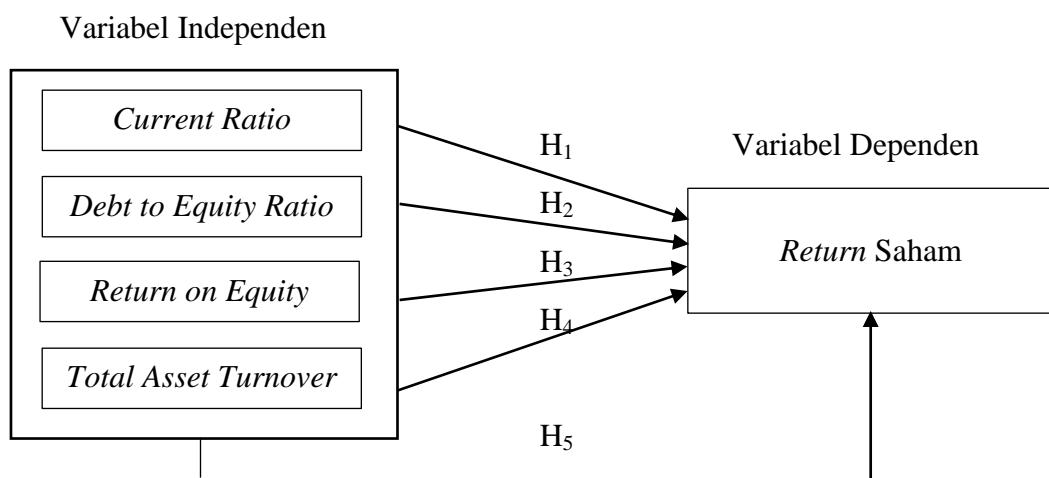 Variabel Independen
Current Ratio
Debt to Equity Ratio
Return on Equity
Total Asset Turnover
H₁
H₂
H₃
H₄
H₅
Variabel Dependen
Return Saham